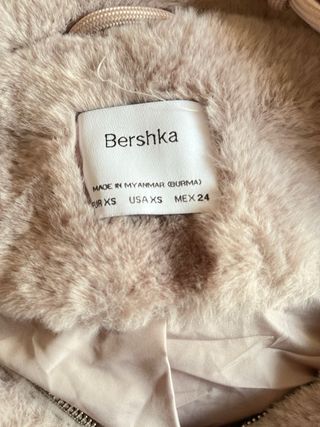 Bershka
MADE IN MYANMAR (BURMA)
EUR XS USA XS MEX 24